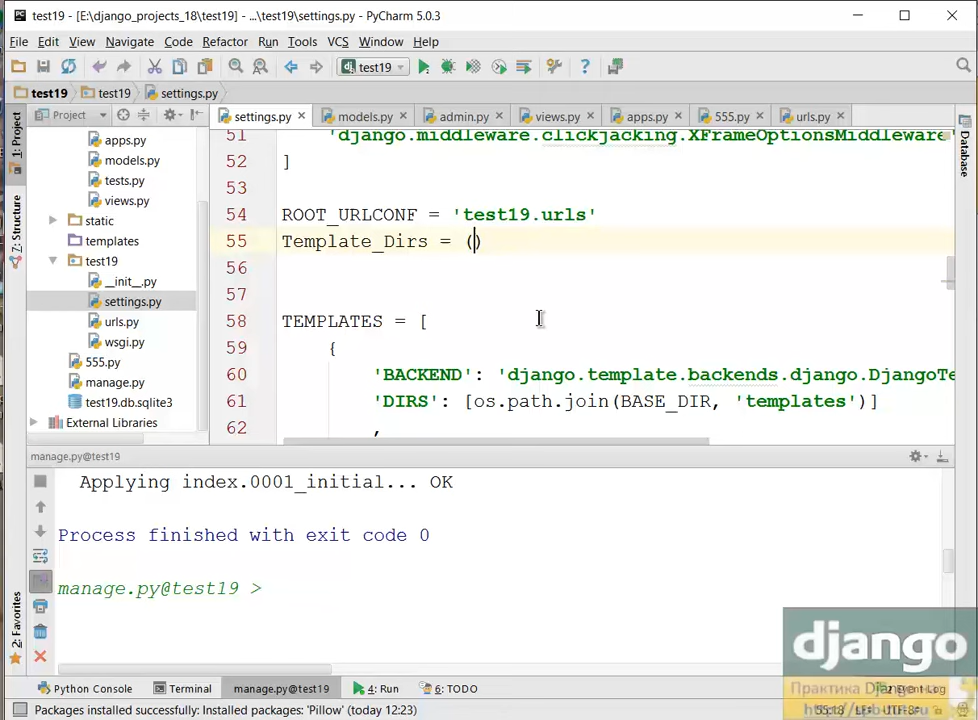 test19 - [E:\django_projects_18\test19] - ...\test19\settings.py - PyCharm 5.0.3
File Edit View Navigate Code Refactor Run Tools VCS Window Help
test19
test19 test19 settings.py
Project
settings.py models.py admin.py views.py apps.py 555.py urls.py
1: Project
7: Structure
2: Favorites
Database
apps.py
models.py
tests.py
views.py
static
templates
test19
__init__.py
settings.py
urls.py
wsgi.py
555.py
manage.py
test19.db.sqlite3
External Libraries
51 'django.middleware.clickjacking.XFrameOptionsMiddleware'
52 ]
53
54 ROOT_URLCONF = 'test19.urls'
55 Template_Dirs = ()
56
57
58 TEMPLATES = [
59 {
60 'BACKEND': 'django.template.backends.django.DjangoTe
61 'DIRS': [os.path.join(BASE_DIR, 'templates')]
62 ,
manage.py@test19
Applying index.0001_initial... OK
Process finished with exit code 0
manage.py@test19 >
django
Практика Django
Python Console Terminal manage.py@test19 4: Run 6: TODO Event Log
Packages installed successfully: Installed packages: 'Pillow' (today 12:23)